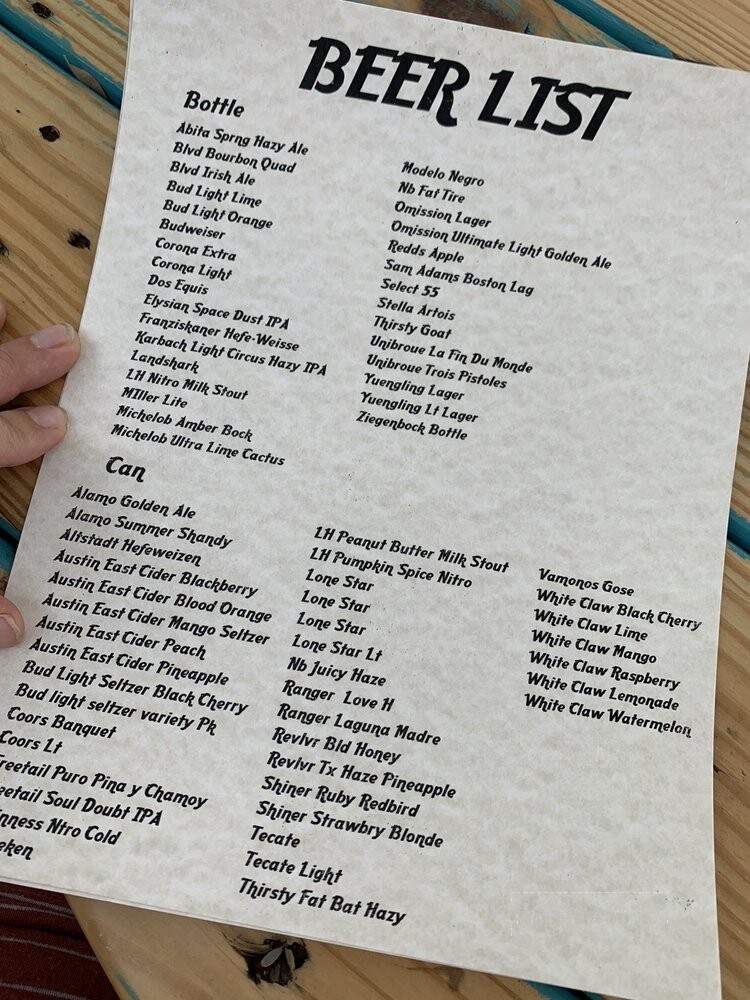 BEER LIST
Bottle
Abita Sprng Hazy Ale
Blvd Bourbon Quad
Blvd Irish Ale
Bud Light Lime
Bud Light Orange
Budweiser
Corona Extra
Corona Light
Dos Equis
Elysian Space Dust IPA
Franziskaner Hefe-Weisse
Karbach Light Circus Hazy IPA
Landshark
LH Nitro Milk Stout
MIller Lite
Michelob Amber Bock
Michelob Ultra Lime Cactus
Modelo Negro
Nb Fat Tire
Omission Lager
Omission Ultimate Light Golden Ale
Redds Apple
Sam Adams Boston Lag
Select 55
Stella Artois
Thirsty Goat
Unibroue La Fin Du Monde
Unibroue Trois Pistoles
Yuengling Lager
Yuengling Lt Lager
Ziegenbock Bottle
Can
Alamo Golden Ale
Alamo Summer Shandy
Altstadt Hefeweizen
Austin East Cider Blackberry
Austin East Cider Blood Orange
Austin East Cider Mango Seltzer
Austin East Cider Peach
Austin East Cider Pineapple
Bud Light Seltzer Black Cherry
Bud light seltzer variety Pk
Coors Banquet
Coors Lt
reetail Puro Pina y Chamoy
eetail Soul Doubt IPA
nness Ntro Cold
eken
LH Peanut Butter Milk Stout
LH Pumpkin Spice Nitro
Lone Star
Lone Star
Lone Star
Lone Star Lt
Nb Juicy Haze
Ranger Love H
Ranger Laguna Madre
Revlvr Bld Honey
Revlvr Tx Haze Pineapple
Shiner Ruby Redbird
Shiner Strawbry Blonde
Tecate
Tecate Light
Thirsty Fat Bat Hazy
Vamonos Gose
White Claw Black Cherry
White Claw Lime
White Claw Mango
White Claw Raspberry
White Claw Lemonade
White Claw Watermelon